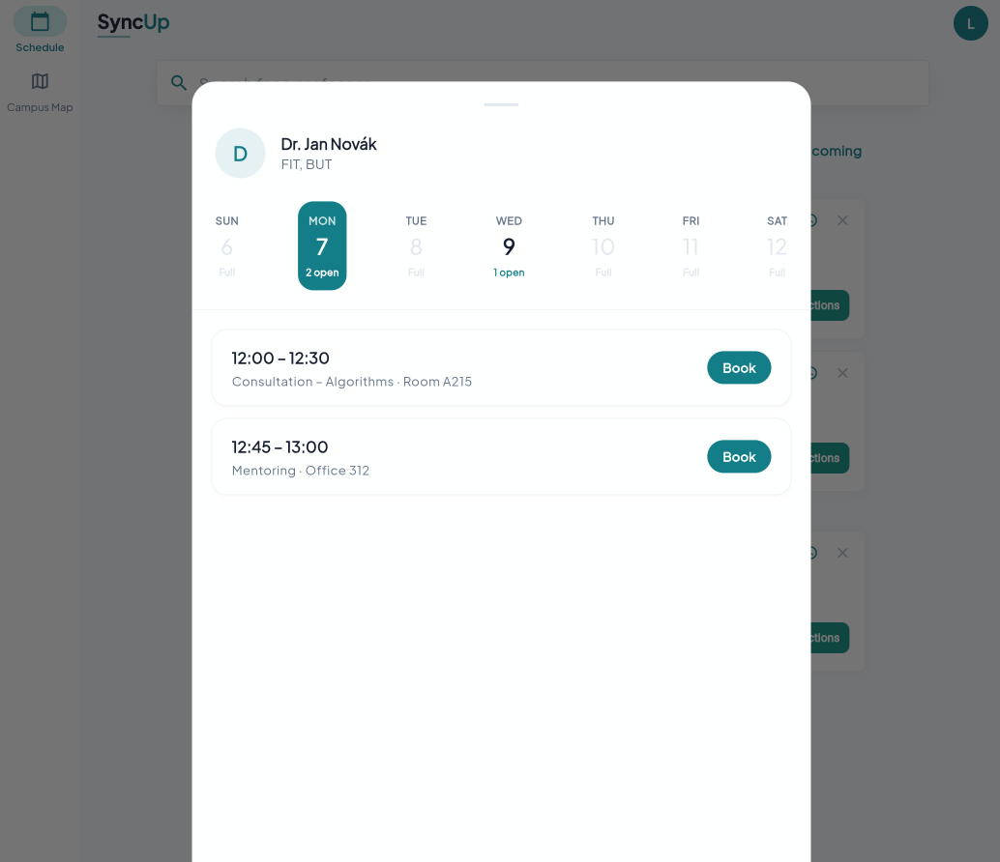 SyncUp
L
Schedule
Campus Map
coming
D
Dr. Jan Novák
FIT, BUT
SUN
6
Full
MON
7
2 open
TUE
8
Full
WED
9
1 open
THU
10
Full
FRI
11
Full
SAT
12
Full
ctions
12:00 – 12:30
Consultation – Algorithms · Room A215
Book
ctions
12:45 – 13:00
Mentoring · Office 312
Book
ctions